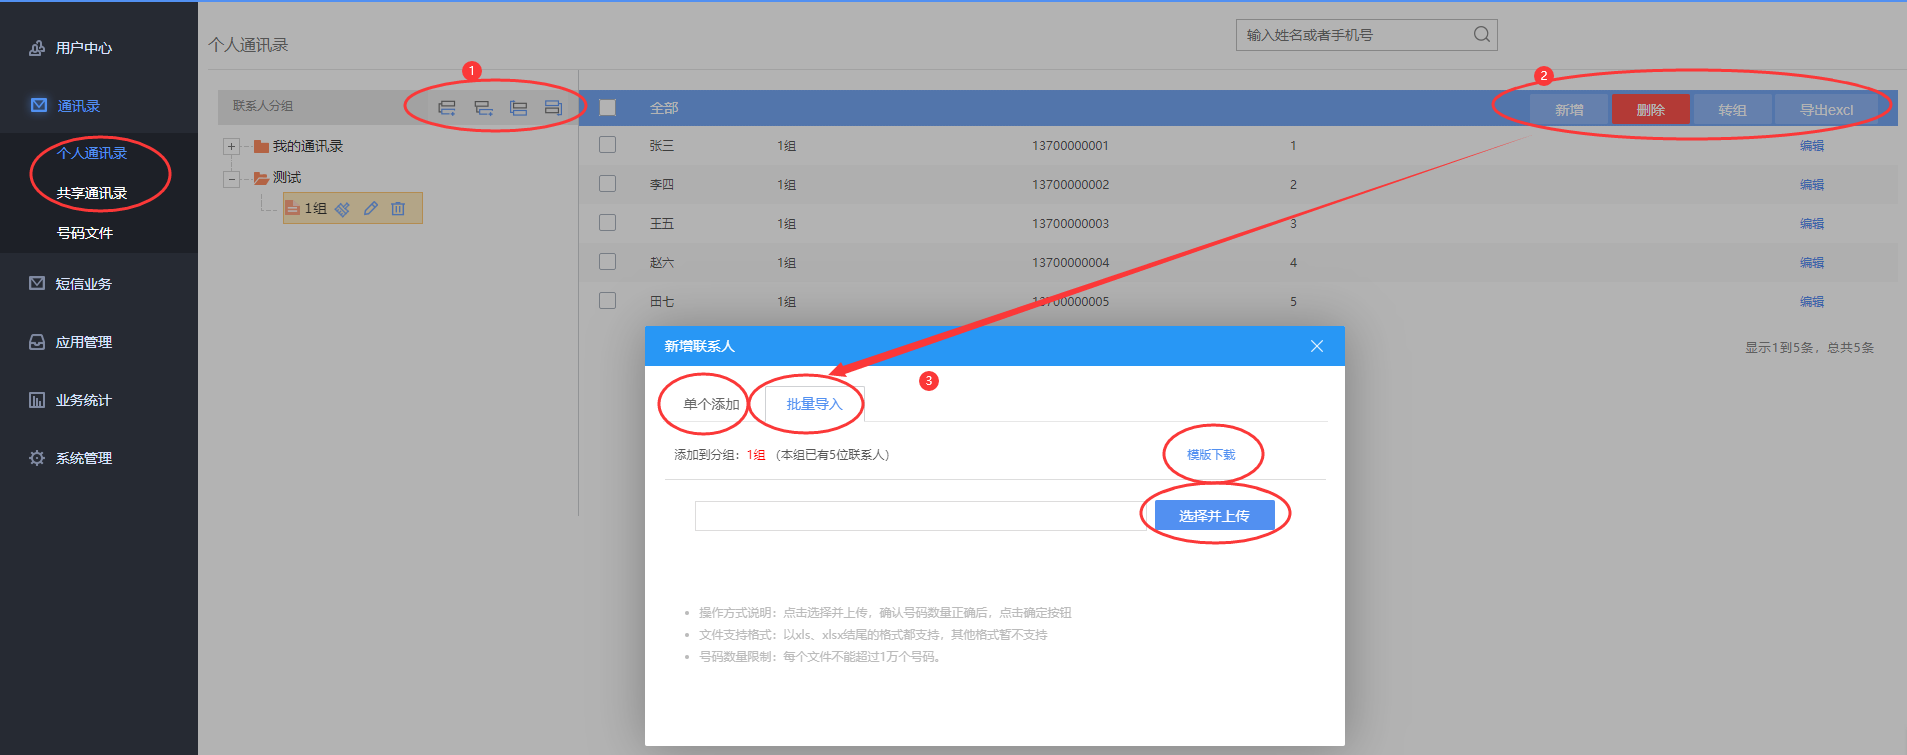 用户中心
通讯录
个人通讯录
共享通讯录
号码文件
短信业务
应用管理
业务统计
系统管理
个人通讯录
输入姓名或者手机号
1
2
联系人分组
全部
新增
删除
转组
导出excl
我的通讯录
测试
1组
张三 1组 13700000001 1 编辑
李四 1组 13700000002 2 编辑
王五 1组 13700000003 3 编辑
赵六 1组 13700000004 4 编辑
田七 1组 13700000005 5 编辑
显示1到5条，总共5条
新增联系人
3
单个添加
批量导入
添加到分组：1组 （本组已有5位联系人）
模版下载
选择并上传
操作方式说明：点击选择并上传，确认号码数量正确后，点击确定按钮
文件支持格式：以xls、xlsx结尾的格式都支持，其他格式暂不支持
号码数量限制：每个文件不能超过1万个号码。